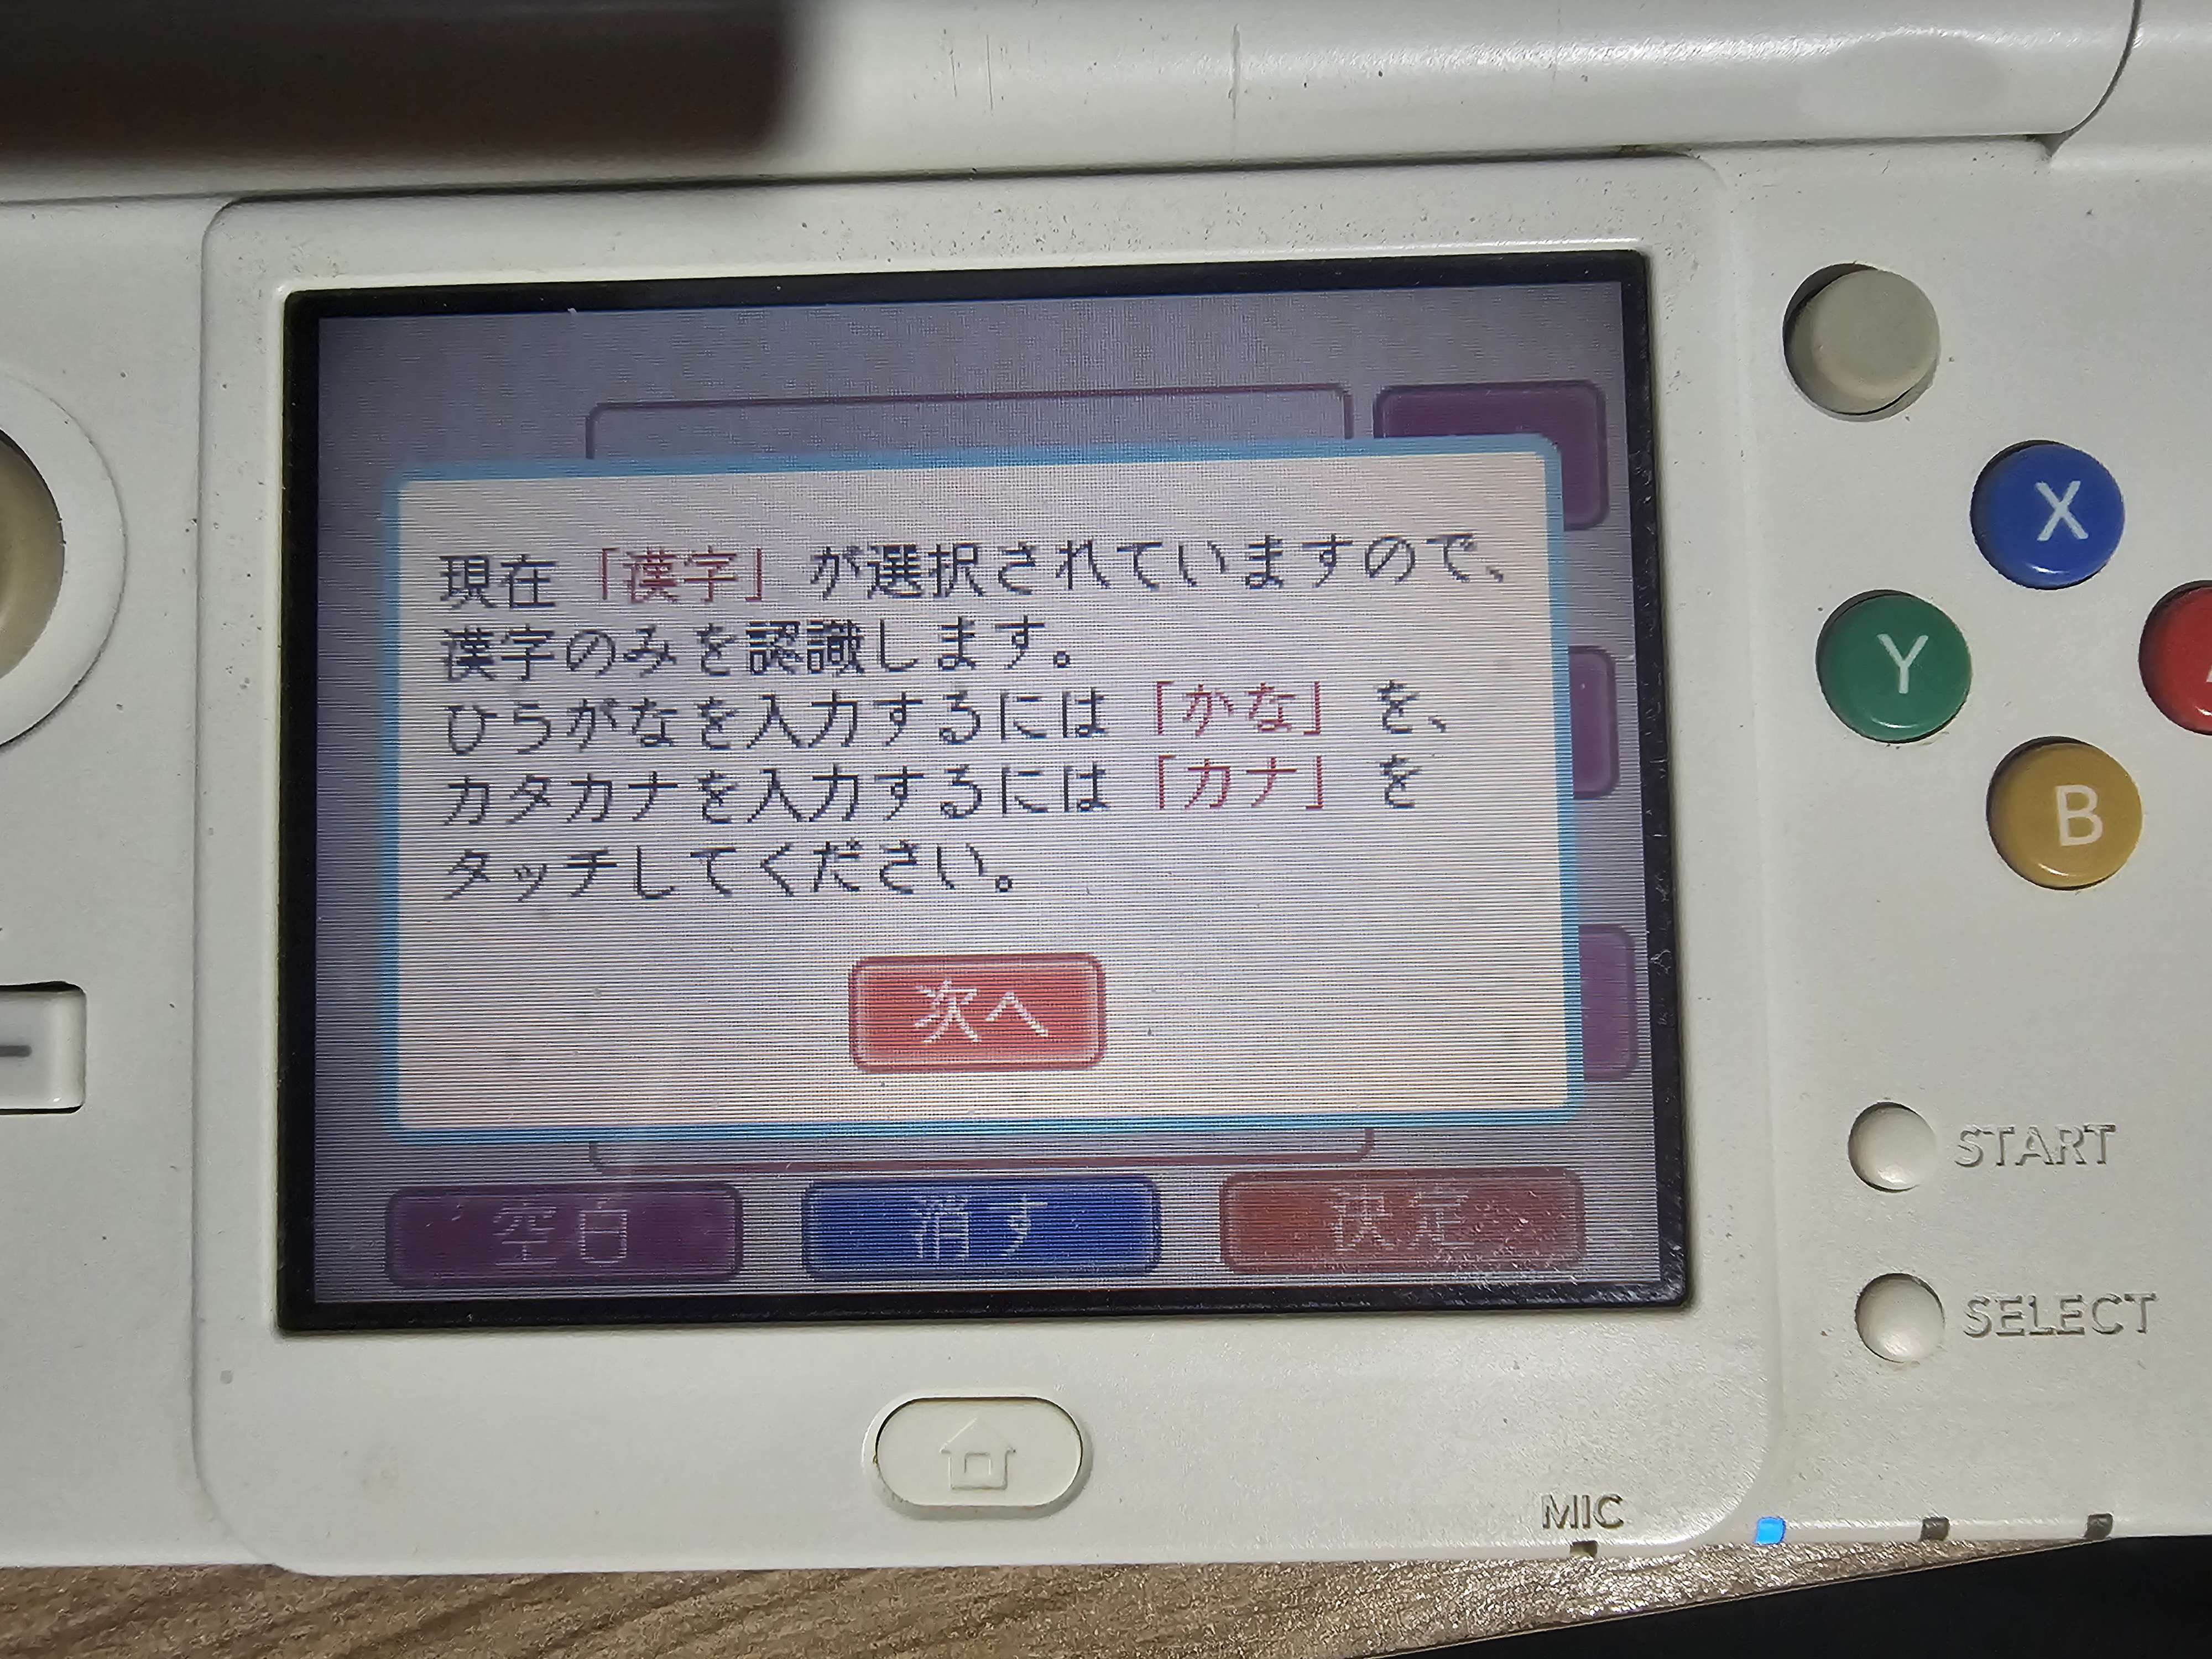 現在「漢字」が選択されていますので、
漢字のみを認識します。
ひらがなを入力するには「かな」を、
カタカナを入力するには「カナ」を
タッチしてください。
次へ
空白 消す 決定
X
Y
B
START
SELECT
MIC